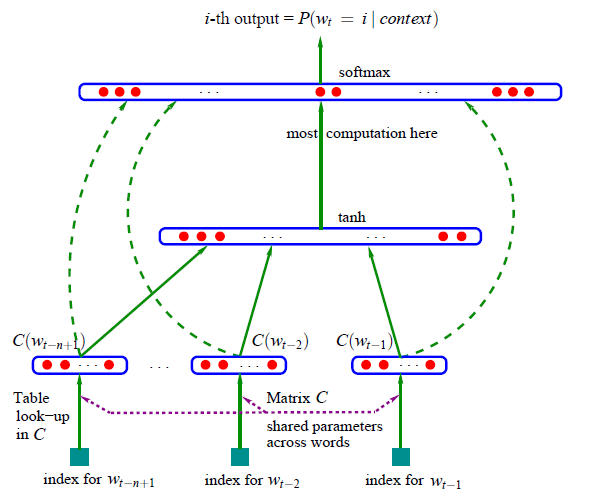 i-th output = P(w_t = i | context)
softmax
. . .
. . .
most computation here
tanh
. . .
. . .
C(w_{t−n+1})
C(w_{t−2})
C(w_{t−1})
. . .
. . .
. . .
. . .
Table
look−up
in C
Matrix C
shared parameters
across words
index for w_{t−n+1}
index for w_{t−2}
index for w_{t−1}